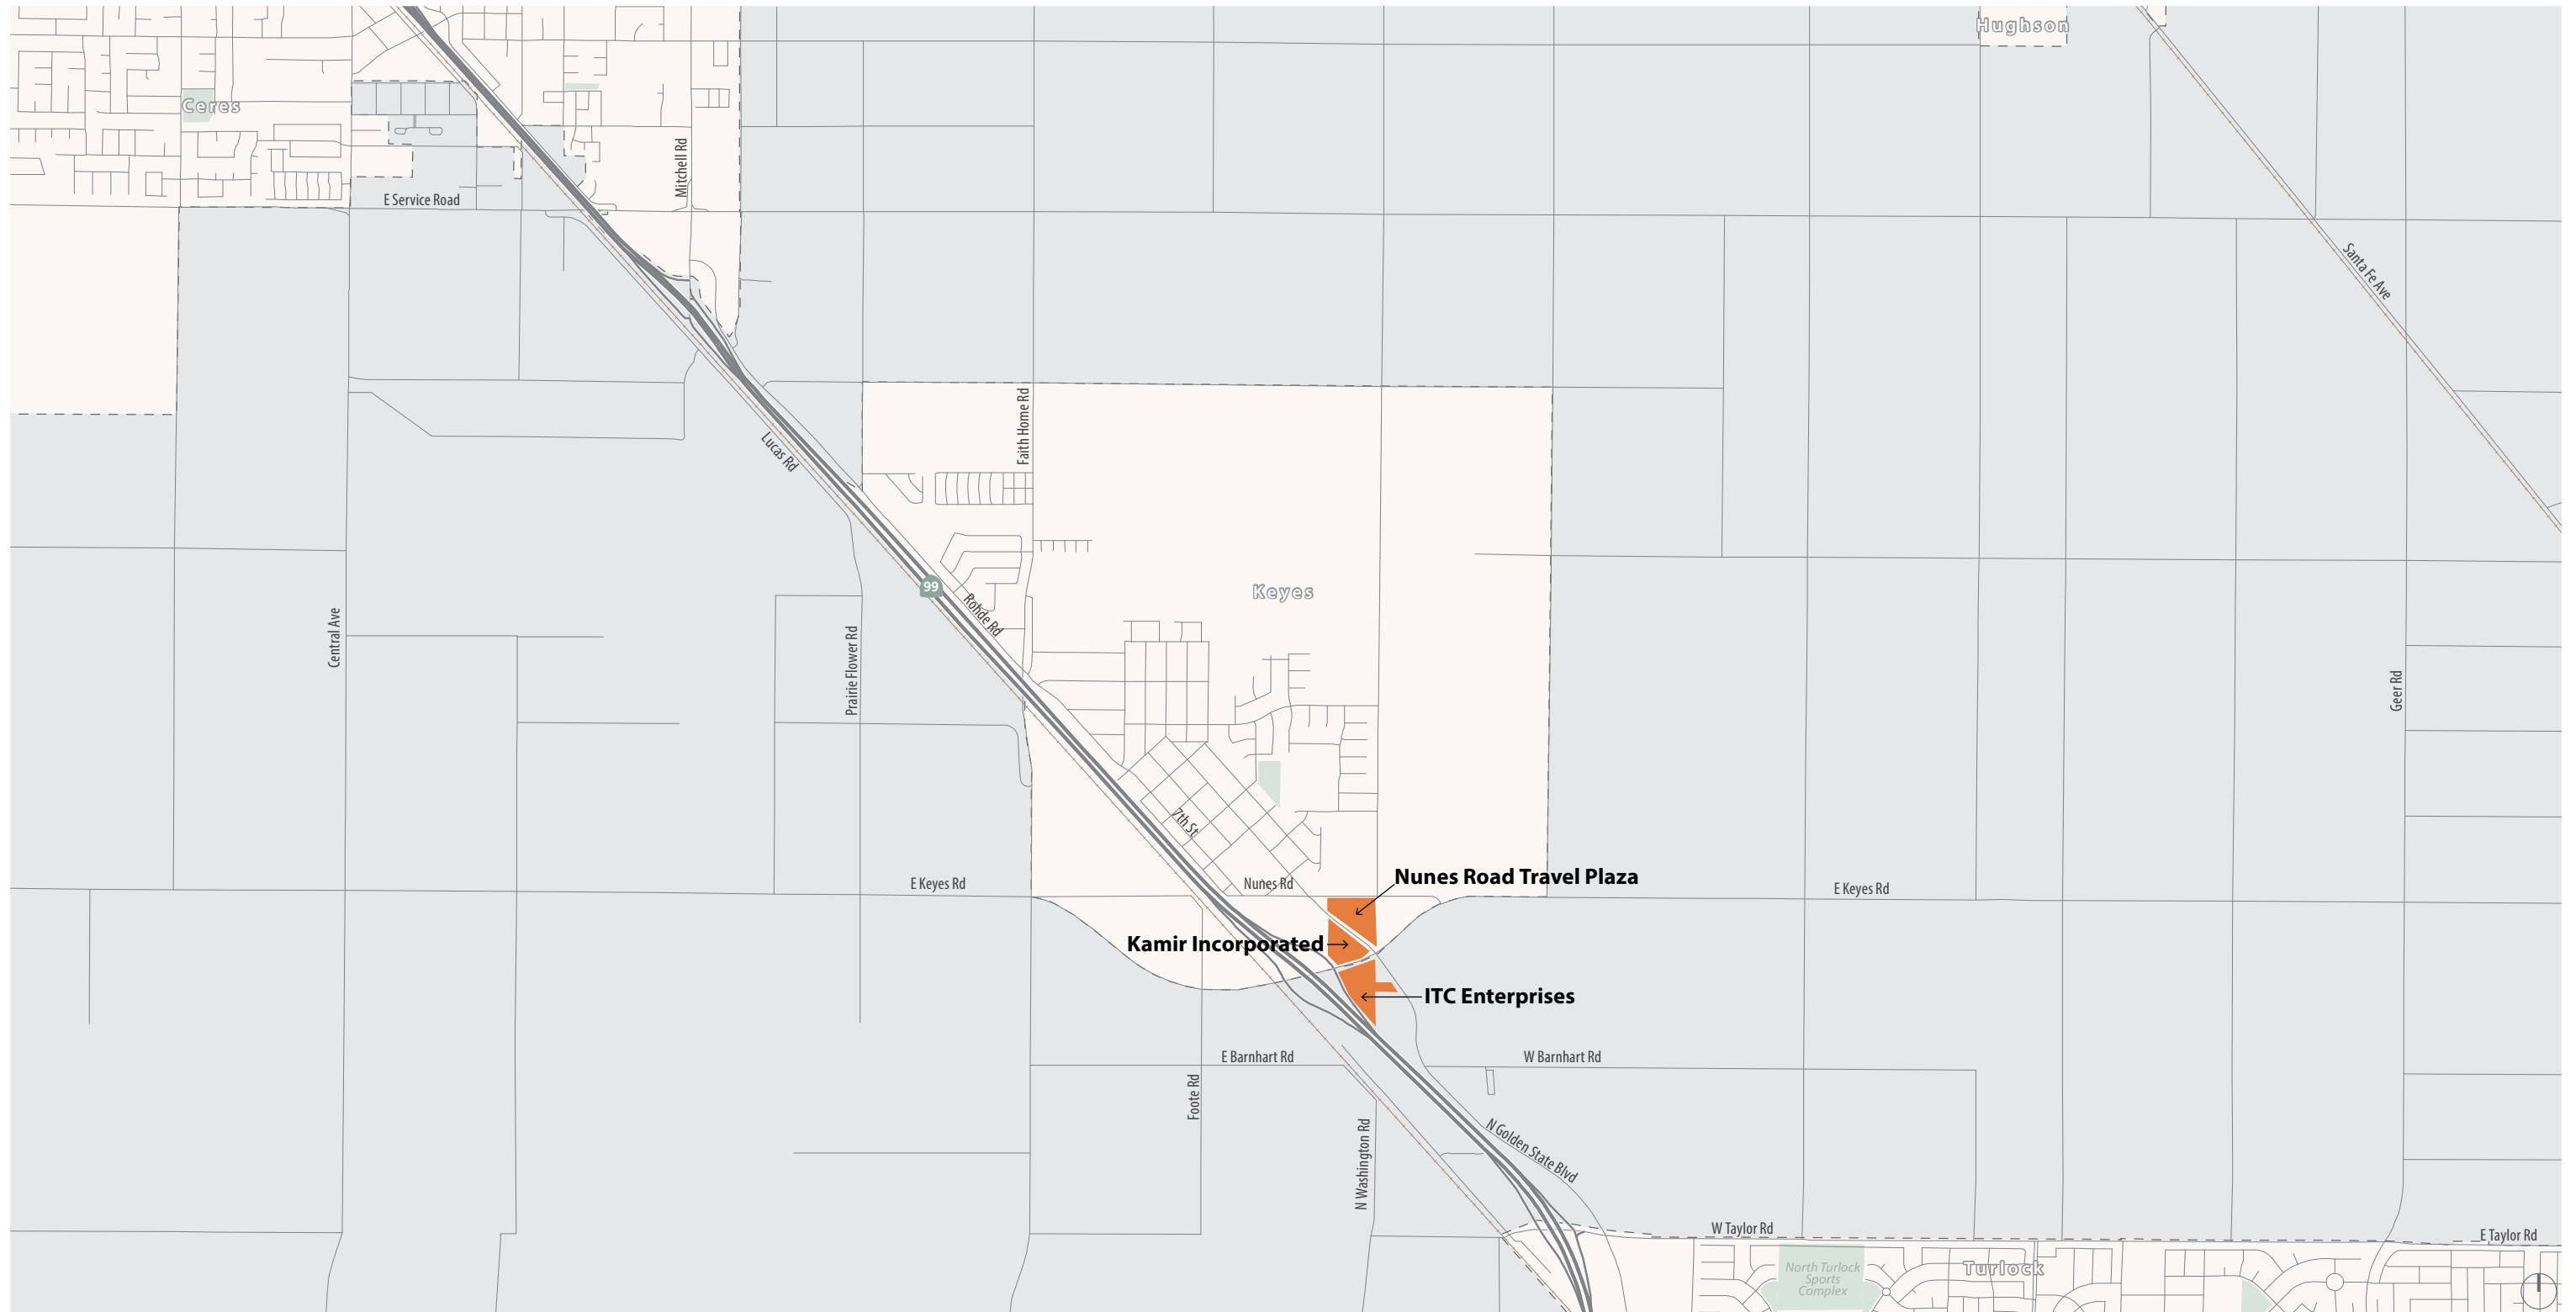 Hughson
Ceres
Mitchell Rd
E Service Road
Santa Fe Ave
Faith Home Rd
Lucas Rd
99
Rohde Rd
Keyes
Central Ave
Prairie Flower Rd
Geer Rd
7th St
E Keyes Rd
Nunes Rd
Nunes Road Travel Plaza
E Keyes Rd
Kamir Incorporated
ITC Enterprises
E Barnhart Rd
W Barnhart Rd
Foote Rd
N Washington Rd
N Golden State Blvd
W Taylor Rd
E Taylor Rd
North Turlock
Sports
Complex
Turlock